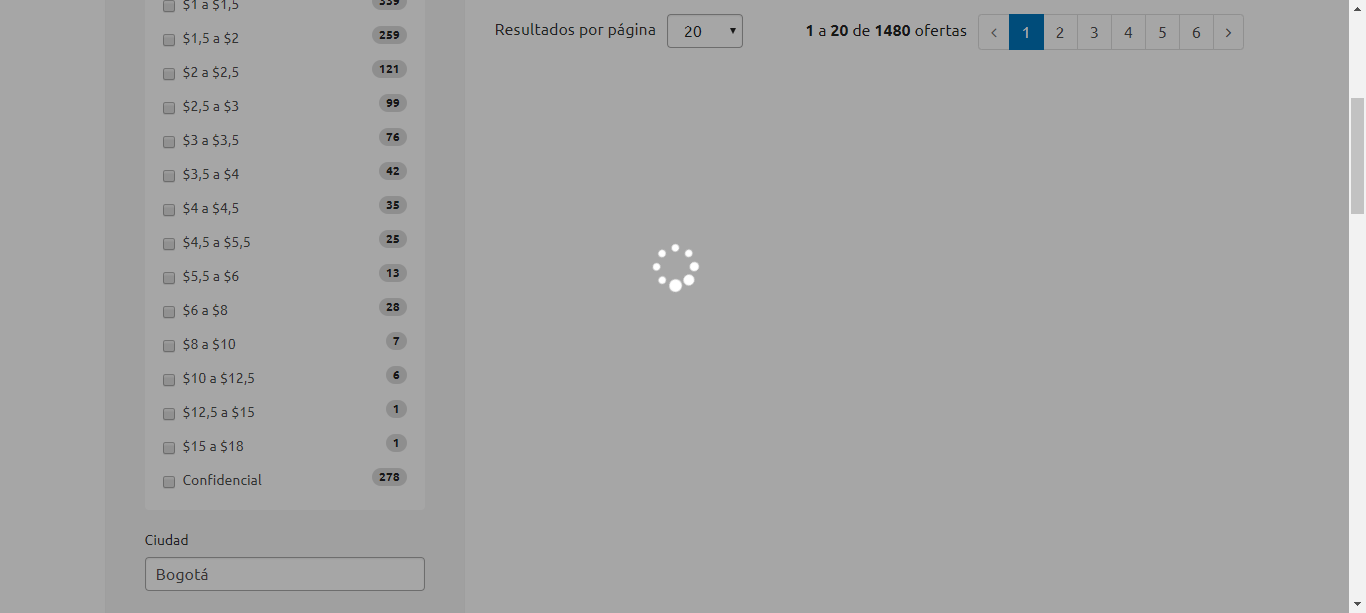 $1 a $1,5 339
$1,5 a $2 259
$2 a $2,5 121
$2,5 a $3 99
$3 a $3,5 76
$3,5 a $4 42
$4 a $4,5 35
$4,5 a $5,5 25
$5,5 a $6 13
$6 a $8 28
$8 a $10 7
$10 a $12,5 6
$12,5 a $15 1
$15 a $18 1
Confidencial 278
Ciudad
Bogotá
Resultados por página 20 1 a 20 de 1480 ofertas ‹ 1 2 3 4 5 6 ›